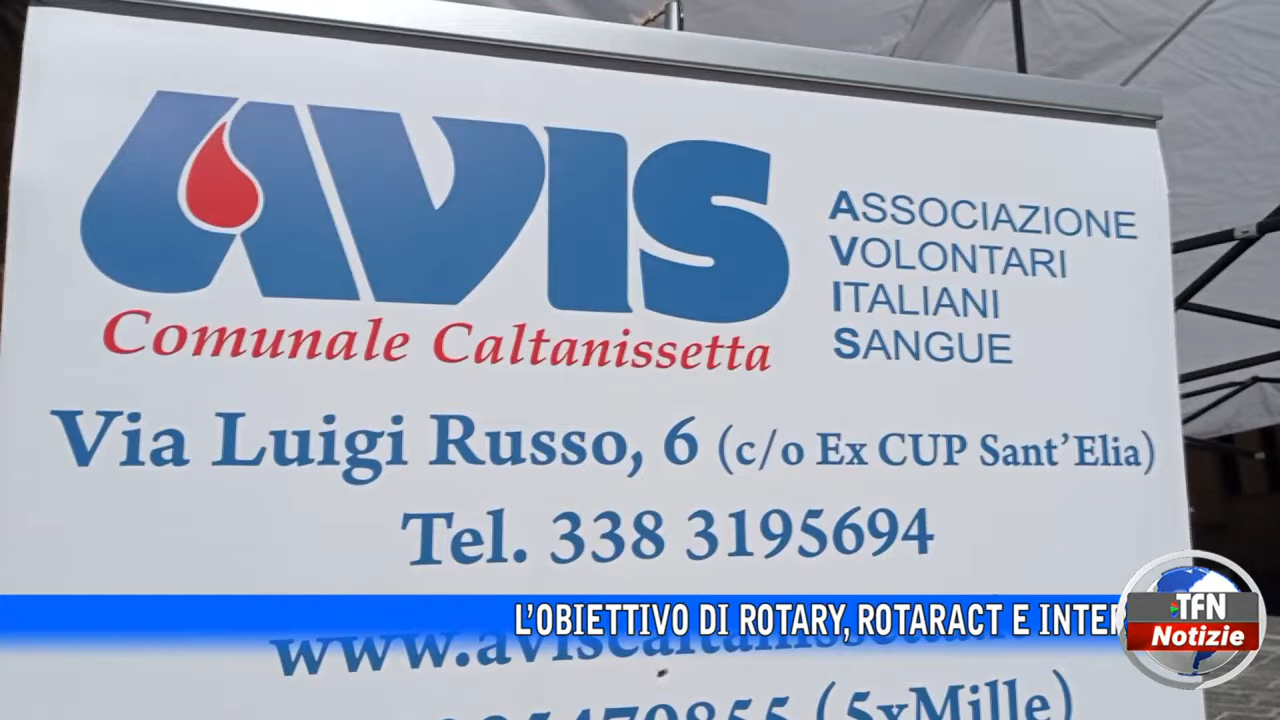 AVIS
Comunale Caltanissetta
ASSOCIAZIONE
VOLONTARI
ITALIANI
SANGUE
Via Luigi Russo, 6 (c/o Ex CUP Sant'Elia)
Tel. 338 3195694
L'OBIETTIVO DI ROTARY, ROTARACT E INTER
TFN
Notizie
(5xMille)